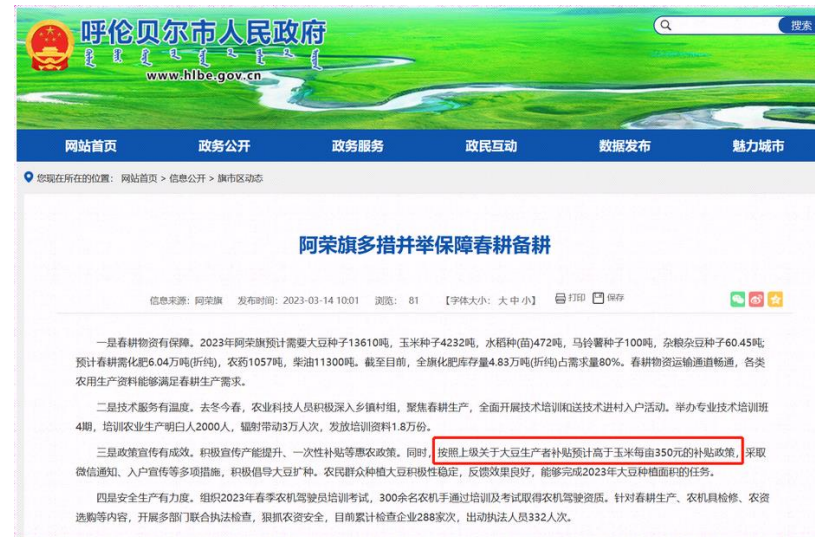 呼伦贝尔市人民政府
www.hlbe.gov.cn
搜索
网站首页 政务公开 政务服务 政民互动 数据发布 魅力城市
您现在所在的位置： 网站首页 > 信息公开 > 旗市区动态
阿荣旗多措并举保障春耕备耕
信息来源：阿荣旗 发布时间：2023-03-14 10:01 浏览： 81 【字体大小：大 中 小】 打印 保存
一是春耕物资有保障。2023年阿荣旗预计需要大豆种子13610吨，玉米种子4232吨，水稻种(苗)472吨，马铃薯种子100吨，杂粮杂豆种子60.45吨;
预计春耕需化肥6.04万吨(折纯)，农药1057吨，柴油11300吨。截至目前，全旗化肥库存量4.83万吨(折纯)占需求量80%。春耕物资运输通道畅通，各类
农用生产资料能够满足春耕生产需求。
二是技术服务有温度。去冬今春，农业科技人员积极深入乡镇村组，聚焦春耕生产，全面开展技术培训和送技术进村入户活动。举办专业技术培训班
4期，培训农业生产明白人2000人，辐射带动3万人次，发放培训资料1.8万份。
三是政策宣传有成效。积极宣传产能提升、一次性补贴等惠农政策。同时，按照上级关于大豆生产者补贴预计高于玉米每亩350元的补贴政策，采取
微信通知、入户宣传等多项措施，积极倡导大豆扩种。农民群众种植大豆积极性稳定，反馈效果良好，能够完成2023年大豆种植面积的任务。
四是安全生产有力度。组织2023年春季农机驾驶员培训考试，300余名农机手通过培训及考试取得农机驾驶资质。针对春耕生产、农机具检修、农资
选购等内容，开展多部门联合执法检查，狠抓农资安全，目前累计检查企业288家次，出动执法人员332人次。